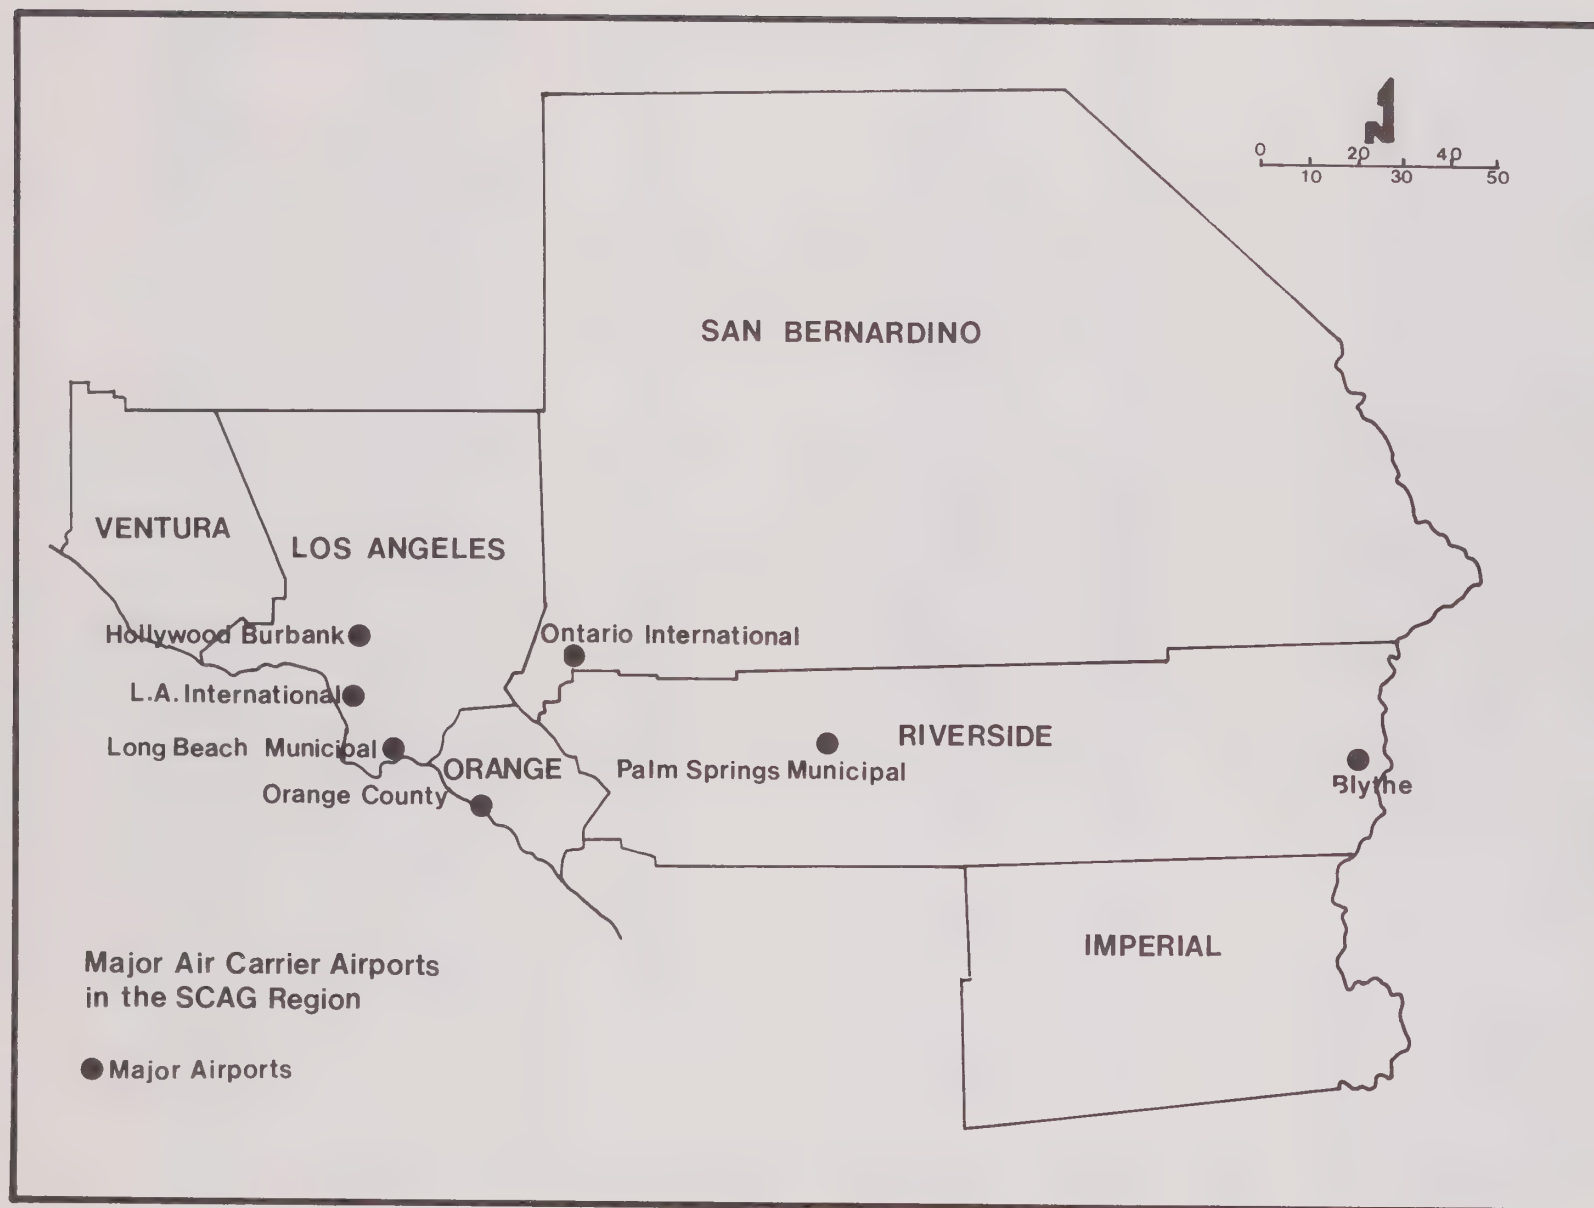 N
0 20 40
10 30 50
SAN BERNARDINO
VENTURA
LOS ANGELES
Hollywood Burbank
Ontario International
L.A. International
RIVERSIDE
Long Beach Municipal
ORANGE
Palm Springs Municipal
Blythe
Orange County
IMPERIAL
Major Air Carrier Airports
in the SCAG Region
Major Airports